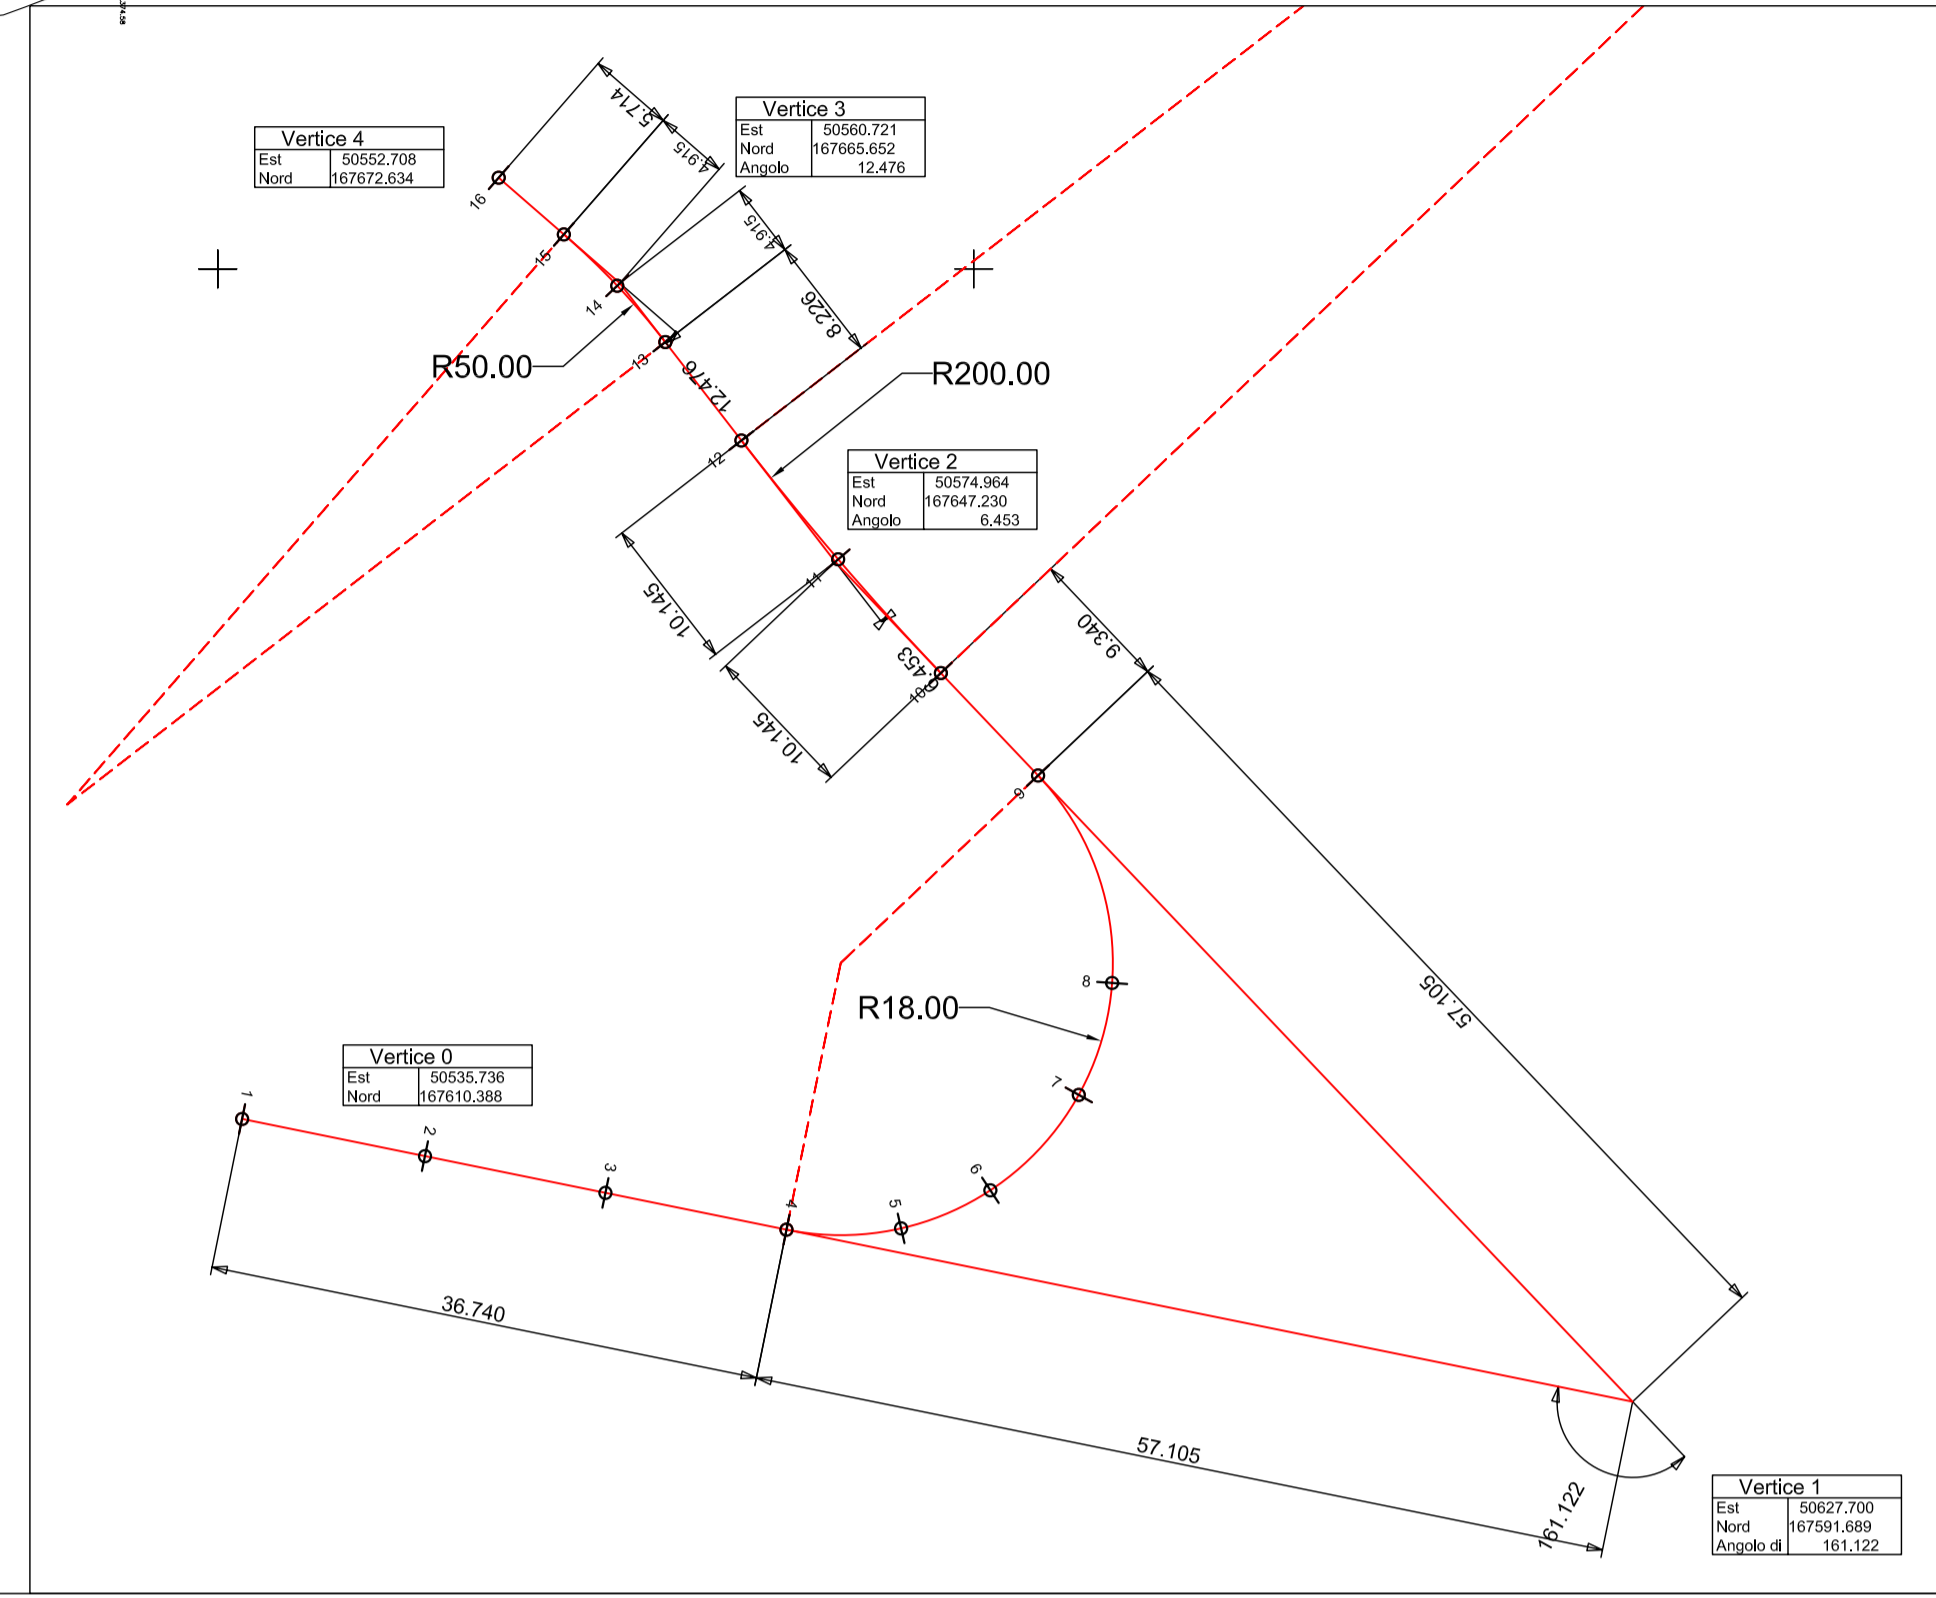 374.58
5.714
4.915
Vertice 3
Est 50560.721
Nord 167665.652
Angolo 12.476
Vertice 4
Est 50552.708
Nord 167672.634
16
15
14
13
4.915
8.226
R50.00
12.476
R200.00
12
Vertice 2
Est 50574.964
Nord 167647.230
Angolo 6.453
11
10.145
10.145
6.453
10
9.340
9
57.105
8
R18.00
7
6
5
Vertice 0
Est 50535.736
Nord 167610.388
1
2
3
4
36.740
57.105
161.122
Vertice 1
Est 50627.700
Nord 167591.689
Angolo di 161.122